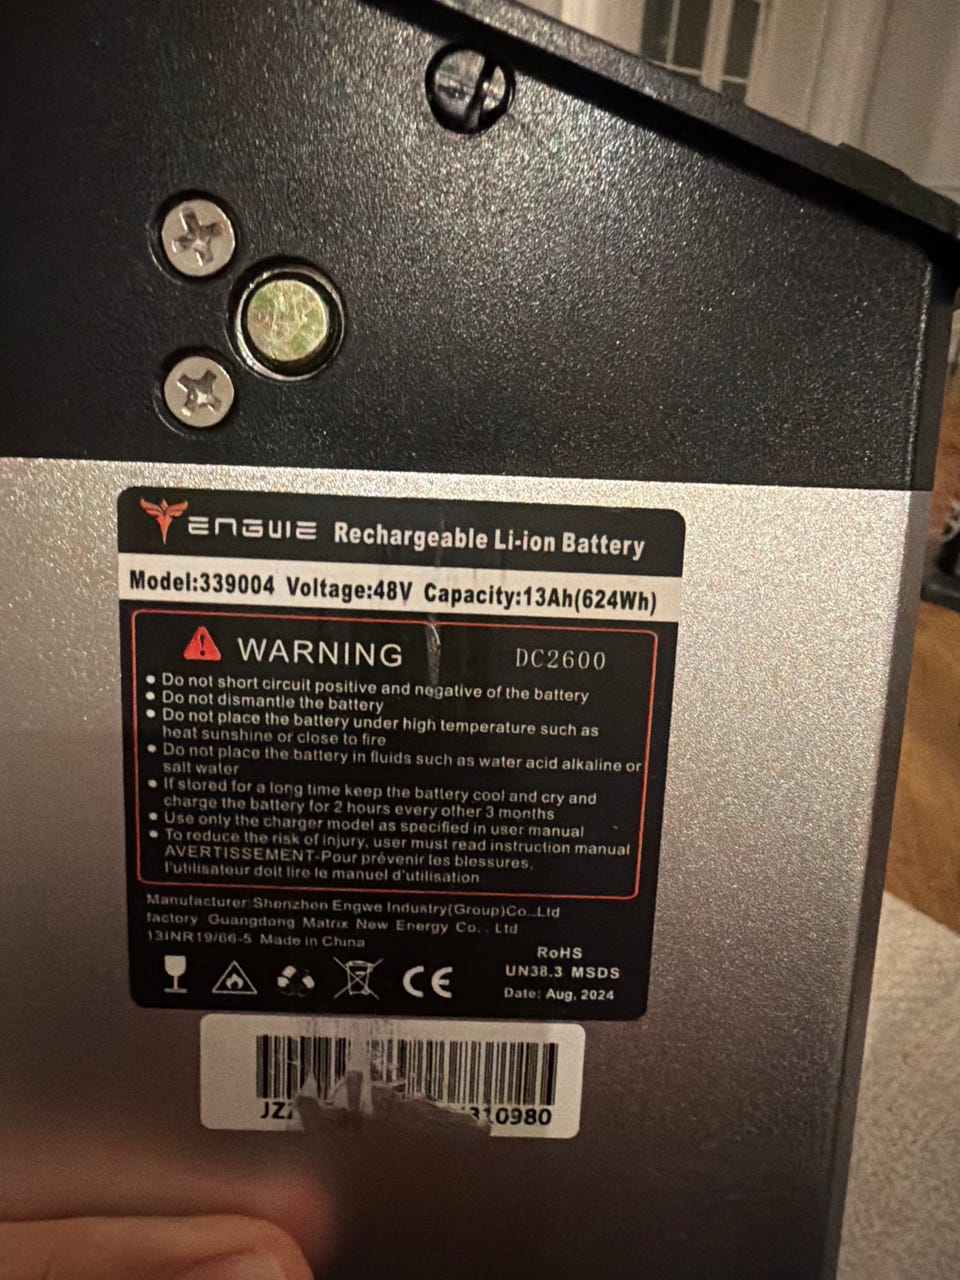 ENGWE Rechargeable Li-ion Battery
Model:339004 Voltage:48V Capacity:13Ah(624Wh)
WARNING DC2600
Do not short circuit positive and negative of the battery
Do not dismantle the battery
Do not place the battery under high temperature such as
heat sunshine or close to fire
Do not place the battery in fluids such as water acid alkaline or
salt water
If stored for a long time keep the battery cool and cry and
charge the battery for 2 hours every other 3 months
Use only the charger model as specified in user manual
To reduce the risk of injury, user must read instruction manual
AVERTISSEMENT-Pour prévenir les blessures,
l'utilisateur doit lire le manuel d'utilisation
Manufacturer:Shenzhen Engwe Industry(Group)Co.,Ltd
factory Guangdong Matrix New Energy Co., Ltd
13INR19/66-5 Made in China
RoHS
UN38.3 MSDS
CE
Date: Aug, 2024
JZ 310980